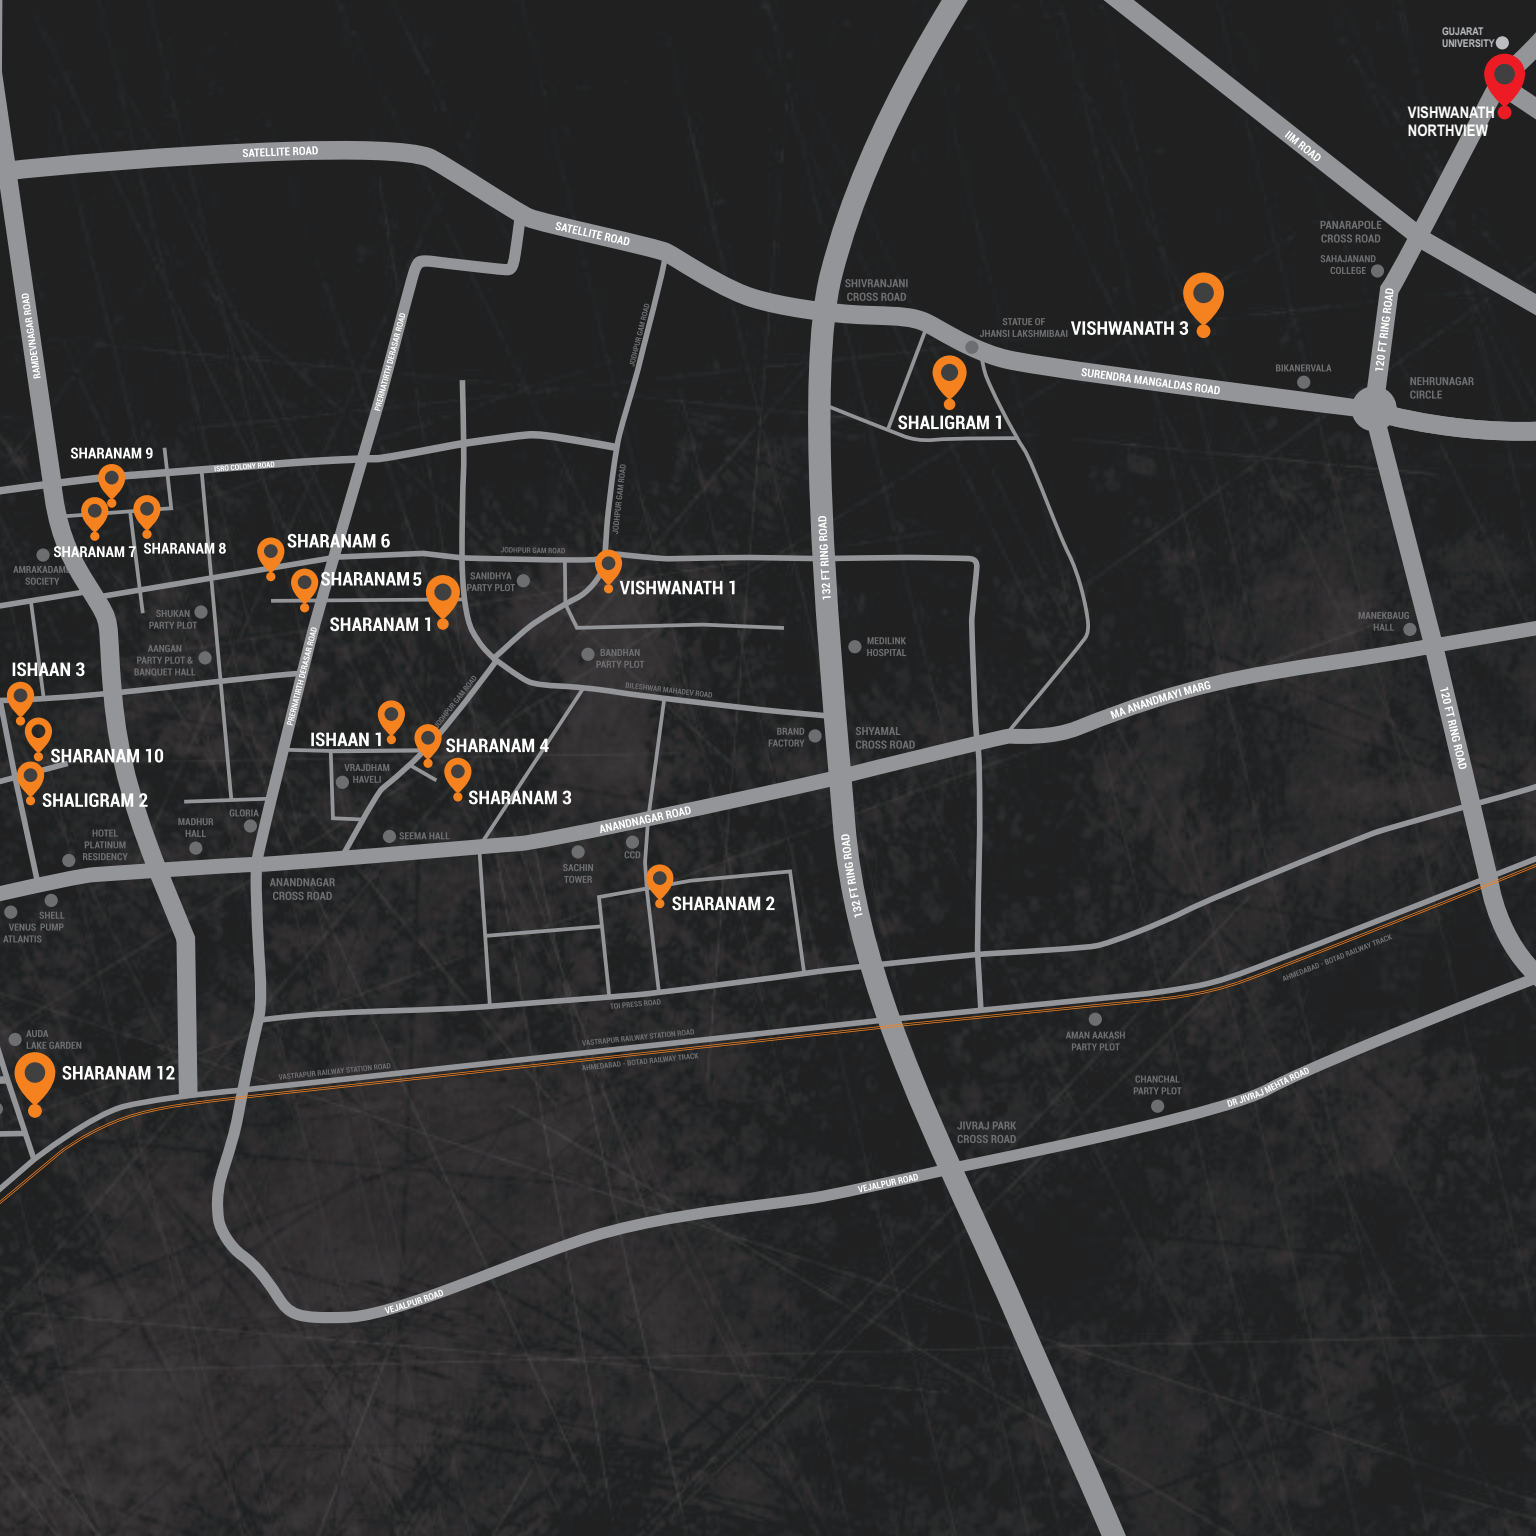 GUJARAT
UNIVERSITY
VISHWANATH
NORTHVIEW
IIM ROAD
SATELLITE ROAD
SATELLITE ROAD
PANARAPOLE
CROSS ROAD
SAHAJANAND
COLLEGE
SHIVRANJANI
CROSS ROAD
STATUE OF
JHANSI LAKSHMIBAAI
VISHWANATH 3
120 FT RING ROAD
RAMDEVNAGAR ROAD
PRERNATIRTH DERASAR ROAD
JODHPUR GAM ROAD
SURENDRA MANGALDAS ROAD
BIKANERVALA
NEHRUNAGAR
CIRCLE
SHALIGRAM 1
SHARANAM 9
ISRO COLONY ROAD
JODHPUR GAM ROAD
SHARANAM 7
SHARANAM 8
SHARANAM 6
JODHPUR GAM ROAD
132 FT RING ROAD
AMRAKADAM
SOCIETY
SHARANAM 5
SANIDHYA
PARTY PLOT
VISHWANATH 1
SHUKAN
PARTY PLOT
SHARANAM 1
MANEKBAUG
HALL
AANGAN
PARTY PLOT &
BANQUET HALL
PRERNATIRTH DERASAR ROAD
BANDHAN
PARTY PLOT
MEDILINK
HOSPITAL
ISHAAN 3
JODHPUR GAM ROAD
BILESHWAR MAHADEV ROAD
MA ANANDMAYI MARG
120 FT RING ROAD
ISHAAN 1
SHARANAM 4
BRAND
FACTORY
SHYAMAL
CROSS ROAD
SHARANAM 10
VRAJDHAM
HAVELI
SHARANAM 3
SHALIGRAM 2
GLORIA
MADHUR
HALL
ANANDNAGAR ROAD
HOTEL
PLATINUM
RESIDENCY
SEEMA HALL
CCD
SACHIN
TOWER
132 FT RING ROAD
ANANDNAGAR
CROSS ROAD
SHARANAM 2
SHELL
PUMP
VENUS
ATLANTIS
AHMEDABAD - BOTAD RAILWAY TRACK
TOI PRESS ROAD
AUDA
LAKE GARDEN
VASTRAPUR RAILWAY STATION ROAD
AHMEDABAD - BOTAD RAILWAY TRACK
VASTRAPUR RAILWAY STATION ROAD
AMAN AAKASH
PARTY PLOT
SHARANAM 12
CHANCHAL
PARTY PLOT
DR JIVRAJ MEHTA ROAD
JIVRAJ PARK
CROSS ROAD
VEJALPUR ROAD
VEJALPUR ROAD